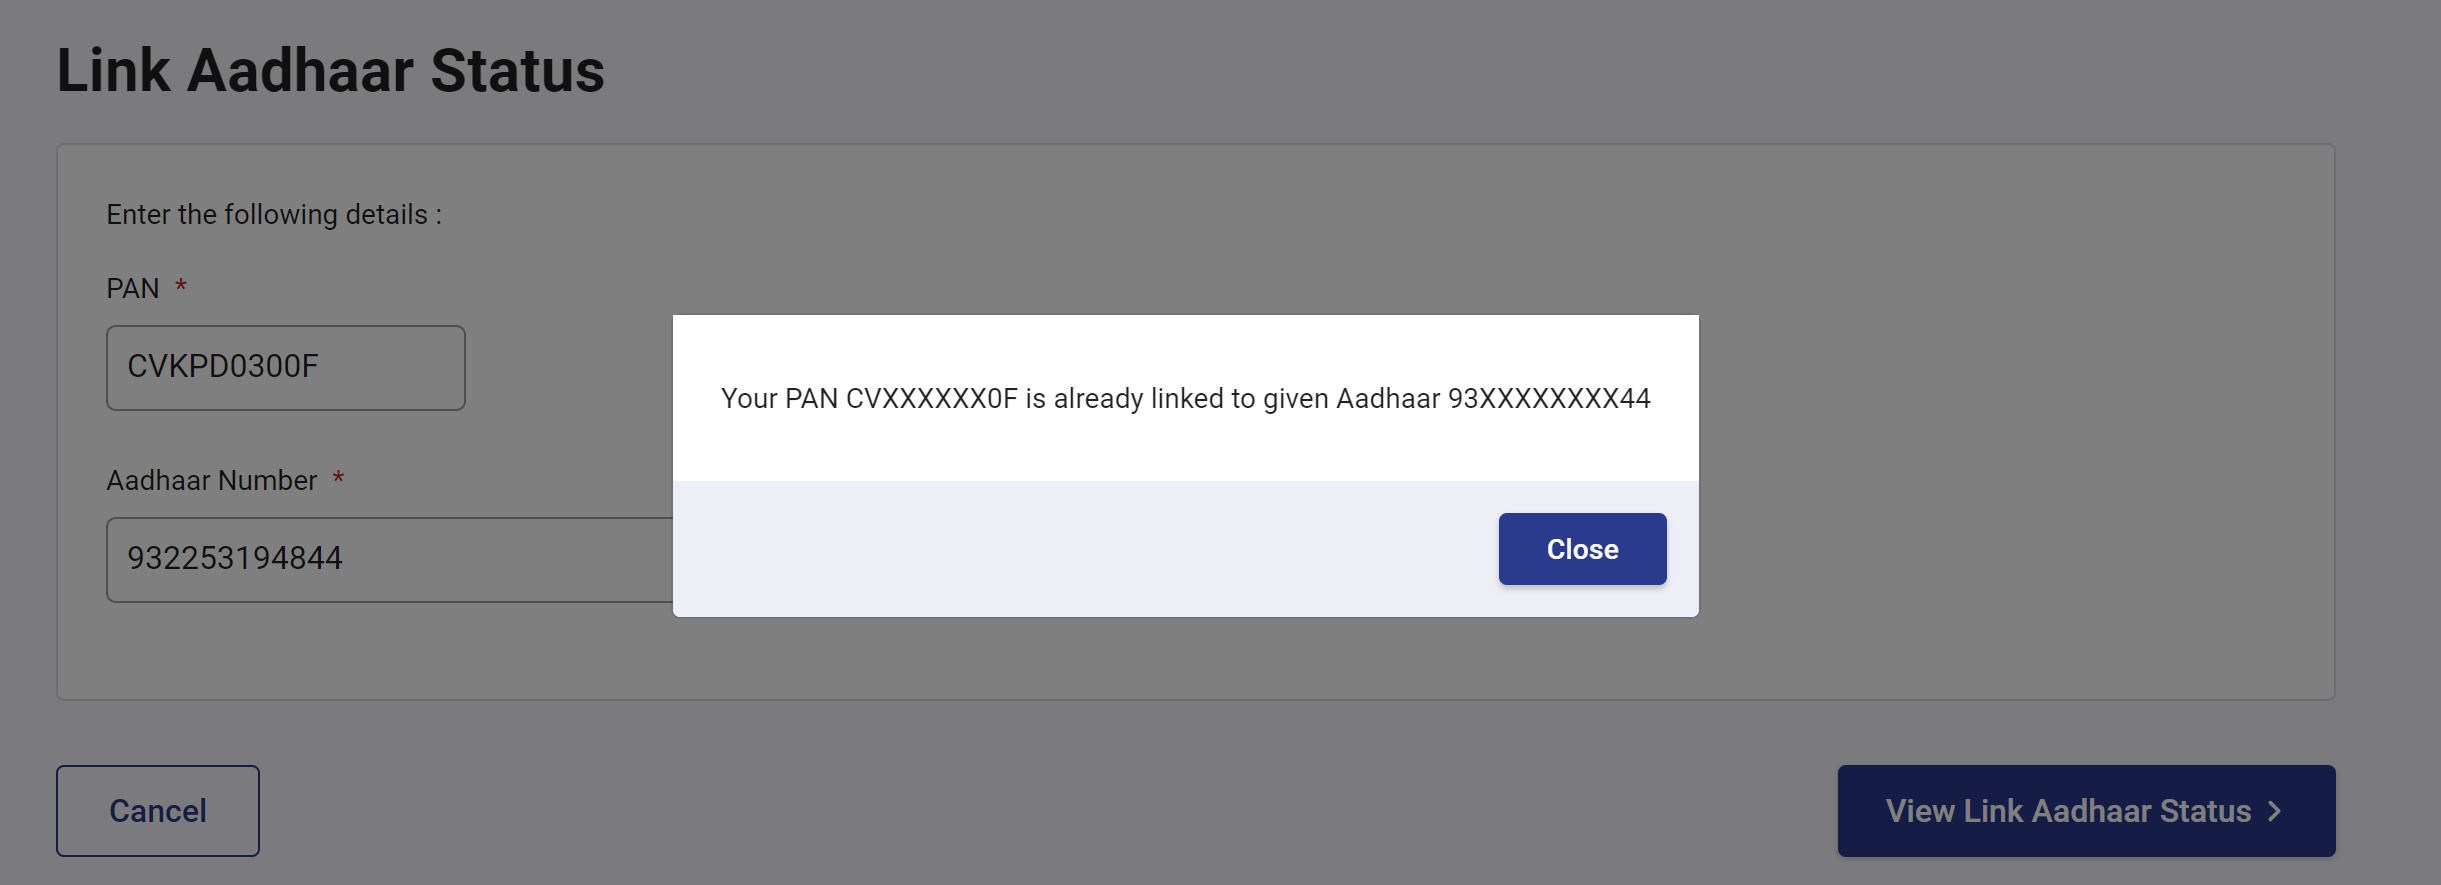 Link Aadhaar Status
Enter the following details :
PAN *
CVKPD0300F
Your PAN CVXXXXXX0F is already linked to given Aadhaar 93XXXXXXXX44
Aadhaar Number *
932253194844
Close
Cancel
View Link Aadhaar Status >